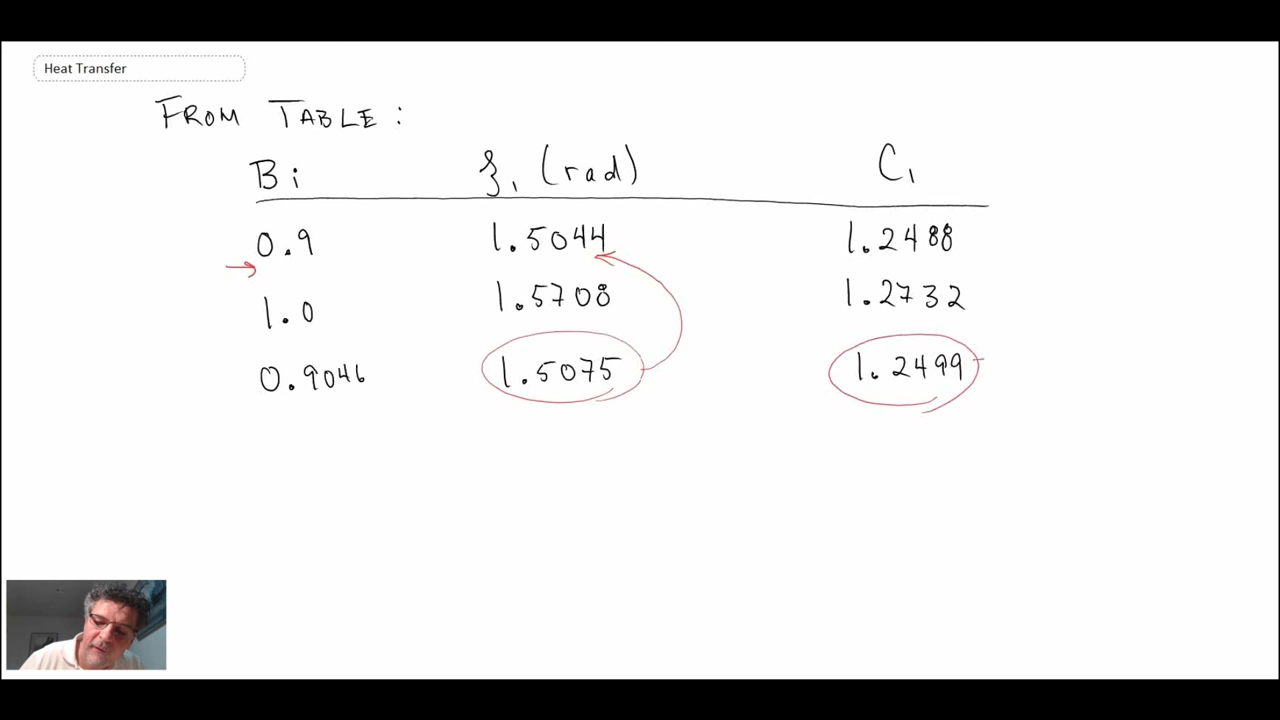 Heat Transfer
FROM TABLE:
Bi ξ₁ (rad) C₁
0.9 1.5044 1.2488
1.0 1.5708 1.2732
0.9046 1.5075 1.2499